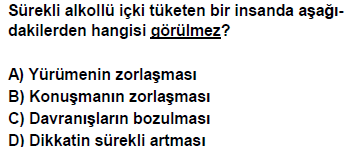 Sürekli alkollü içki tüketen bir insanda aşağı-
dakilerden hangisi görülmez?
A) Yürümenin zorlaşması
B) Konuşmanın zorlaşması
C) Davranışların bozulması
D) Dikkatin sürekli artması